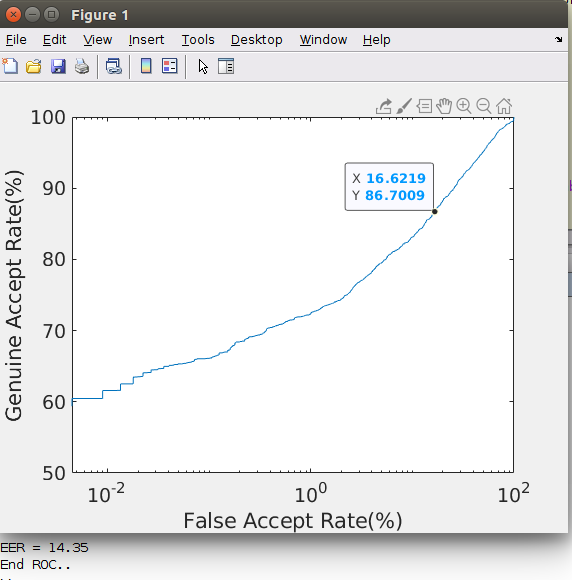 Figure 1
File Edit View Insert Tools Desktop Window Help
X 16.6219
Y 86.7009
100
90
80
70
60
50
Genuine Accept Rate(%)
10^-2 10^0 10^2
False Accept Rate(%)
EER = 14.35
End ROC..